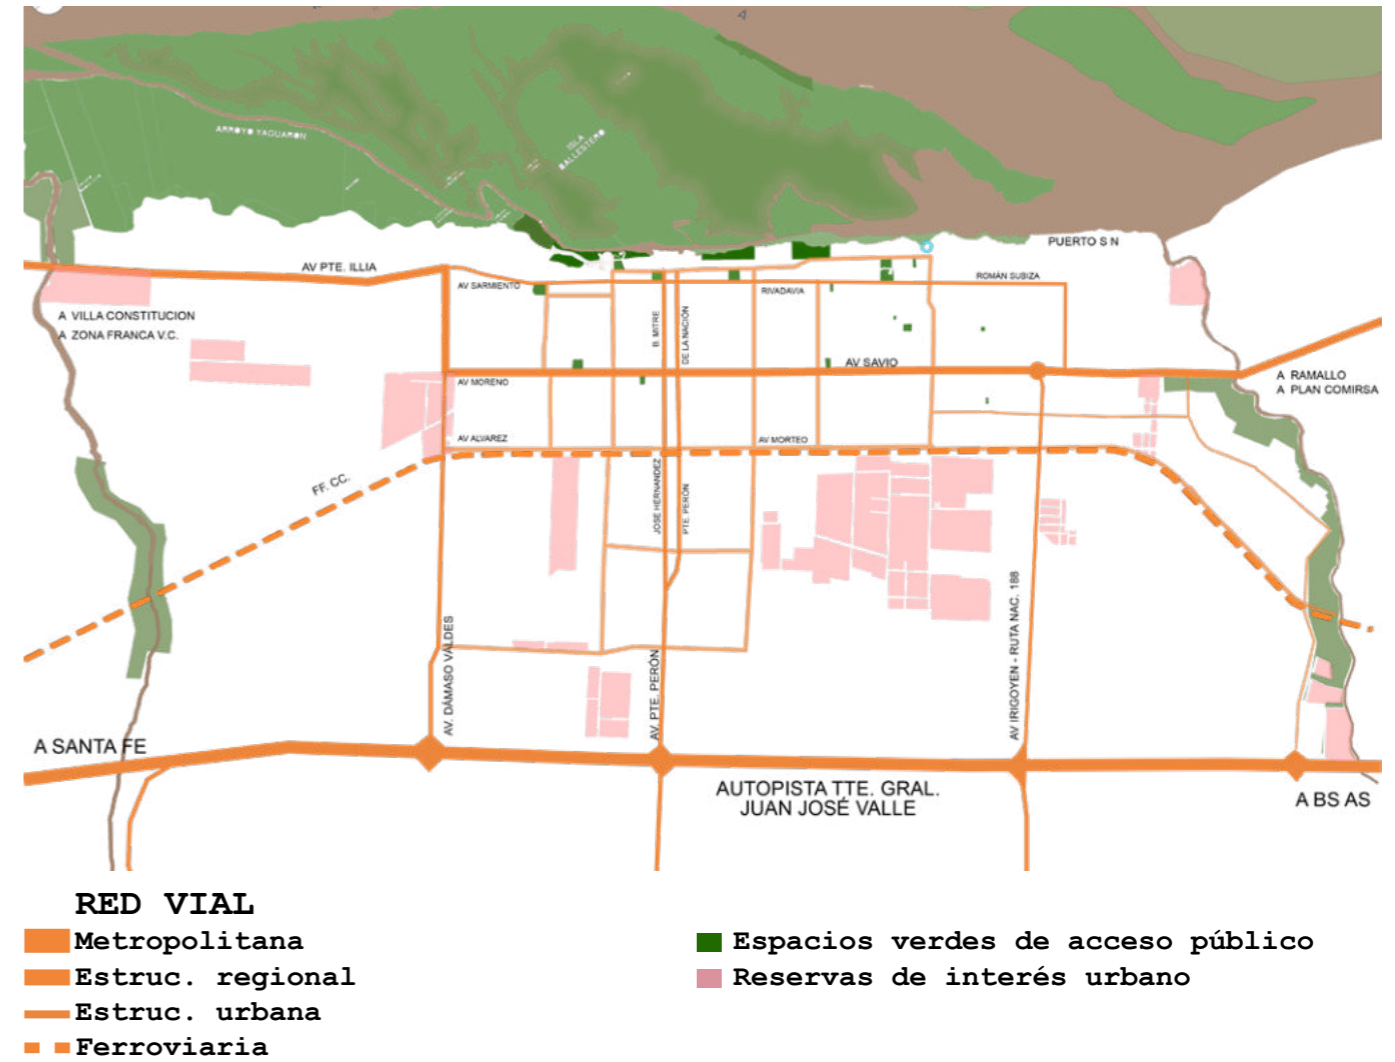 ARROYO YAGUARON
ISLA
BALLESTERO
PUERTO S N
AV PTE. ILLIA
AV SARMIENTO
RIVADAVIA
ROMÁN SUBIZA
A VILLA CONSTITUCION
A ZONA FRANCA V.C.
B. MITRE
DE LA NACIÓN
AV SAVIO
AV MORENO
A RAMALLO
A PLAN COMIRSA
AV ALVAREZ
AV MORTEO
FF. CC.
JOSE HERNANDEZ
PTE. PERÓN
AV. DÁMASO VALDES
AV. PTE. PERÓN
AV IRIGOYEN - RUTA NAC. 188
A SANTA FE
AUTOPISTA TTE. GRAL.
JUAN JOSÉ VALLE
A BS AS
RED VIAL
Metropolitana
Estruc. regional
Estruc. urbana
Ferroviaria
Espacios verdes de acceso público
Reservas de interés urbano